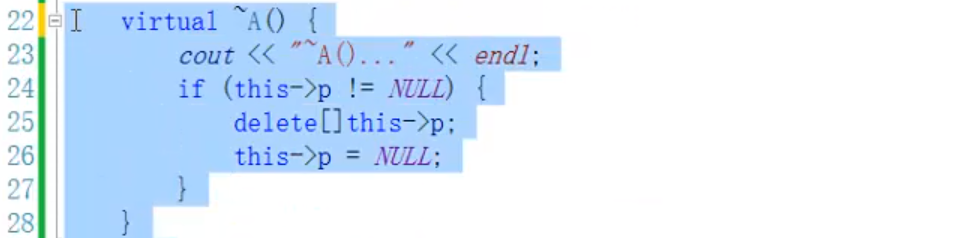 22 virtual ~A() {
23 cout << "~A()..." << endl;
24 if (this->p != NULL) {
25 delete[]this->p;
26 this->p = NULL;
27 }
28 }